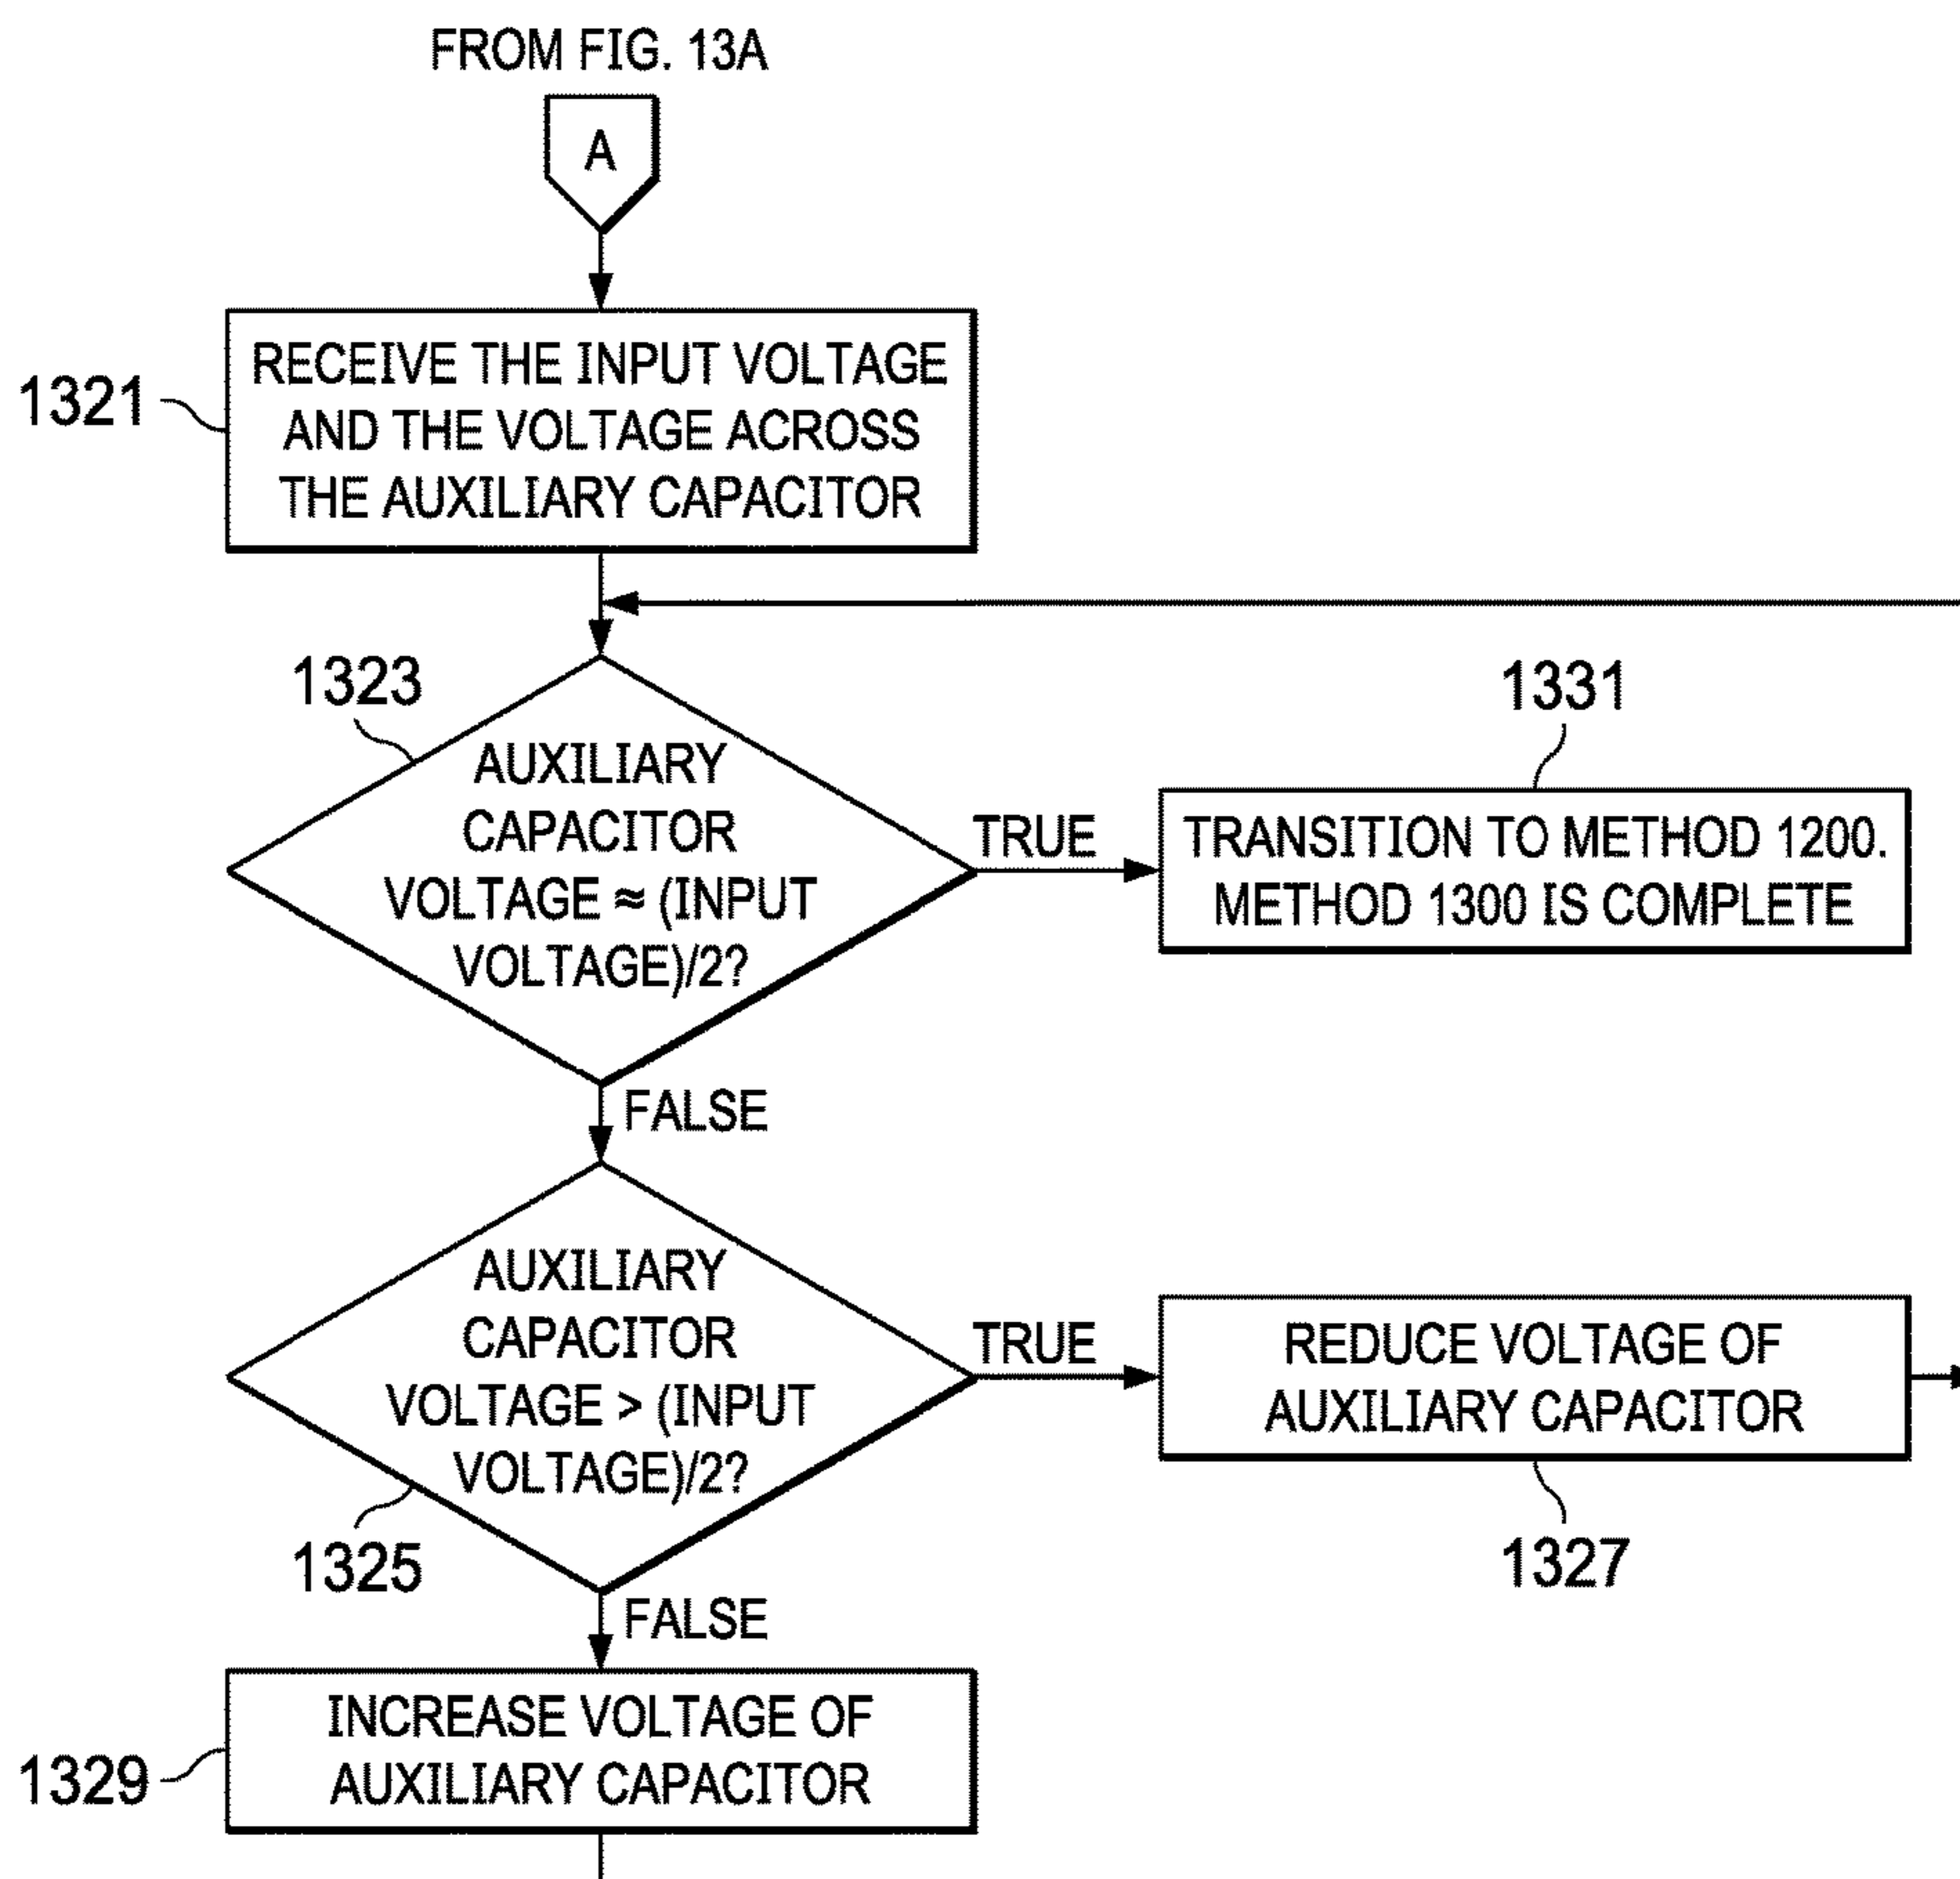 FROM FIG. 13A
A
1321
RECEIVE THE INPUT VOLTAGE
AND THE VOLTAGE ACROSS
THE AUXILIARY CAPACITOR
1323
AUXILIARY
CAPACITOR
VOLTAGE ≈ (INPUT
VOLTAGE)/2?
TRUE
1331
TRANSITION TO METHOD 1200.
METHOD 1300 IS COMPLETE
FALSE
AUXILIARY
CAPACITOR
VOLTAGE > (INPUT
VOLTAGE)/2?
1325
TRUE
REDUCE VOLTAGE OF
AUXILIARY CAPACITOR
1327
FALSE
1329
INCREASE VOLTAGE OF
AUXILIARY CAPACITOR